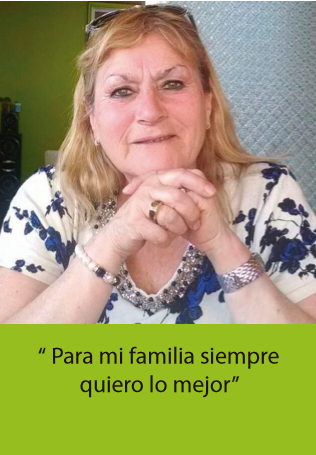 “ Para mi familia siempre
quiero lo mejor”